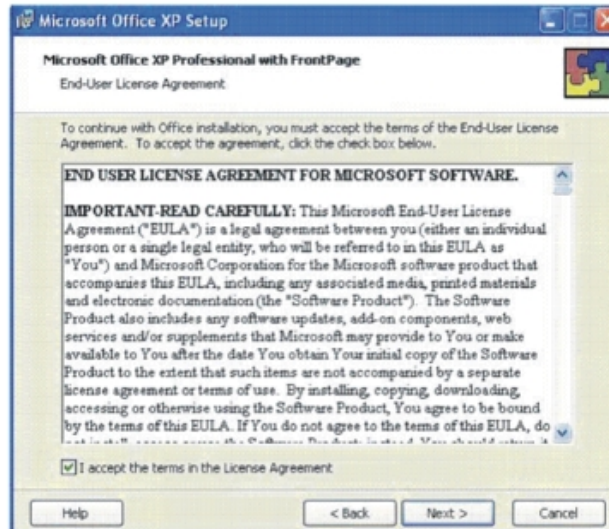 Microsoft Office XP Setup
Microsoft Office XP Professional with FrontPage
End-User License Agreement
To continue with Office installation, you must accept the terms of the End-User License
Agreement. To accept the agreement, click the check box below.
END USER LICENSE AGREEMENT FOR MICROSOFT SOFTWARE.
IMPORTANT-READ CAREFULLY: This Microsoft End-User License
Agreement ("EULA") is a legal agreement between you (either an individual
person or a single legal entity, who will be referred to in this EULA as
"You") and Microsoft Corporation for the Microsoft software product that
accompanies this EULA, including any associated media, printed materials
and electronic documentation (the "Software Product"). The Software
Product also includes any software updates, add-on components, web
services and/or supplements that Microsoft may provide to You or make
available to You after the date You obtain Your initial copy of the Software
Product to the extent that such items are not accompanied by a separate
license agreement or terms of use. By installing, copying, downloading,
accessing or otherwise using the Software Product, You agree to be bound
by the terms of this EULA. If You do not agree to the terms of this EULA, do
I accept the terms in the License Agreement
Help
< Back
Next >
Cancel